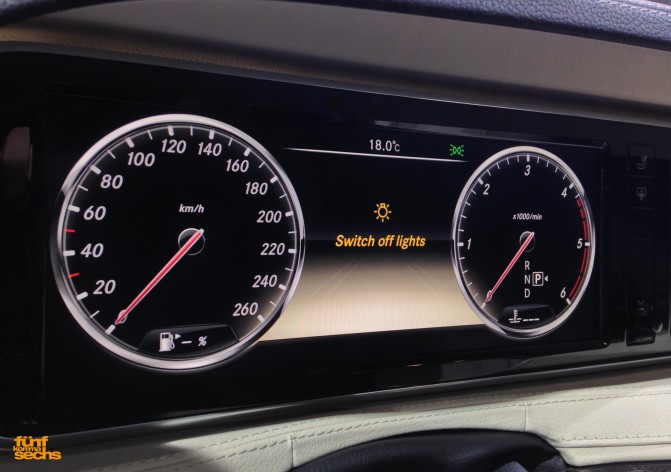 18.0°C
120
100
140
80
160
60
180
km/h
40
200
20
220
240
260
– %
Switch off lights
3
2
4
x1000/min
1
5
6
R
N
D
P
fünf
komma
sechs